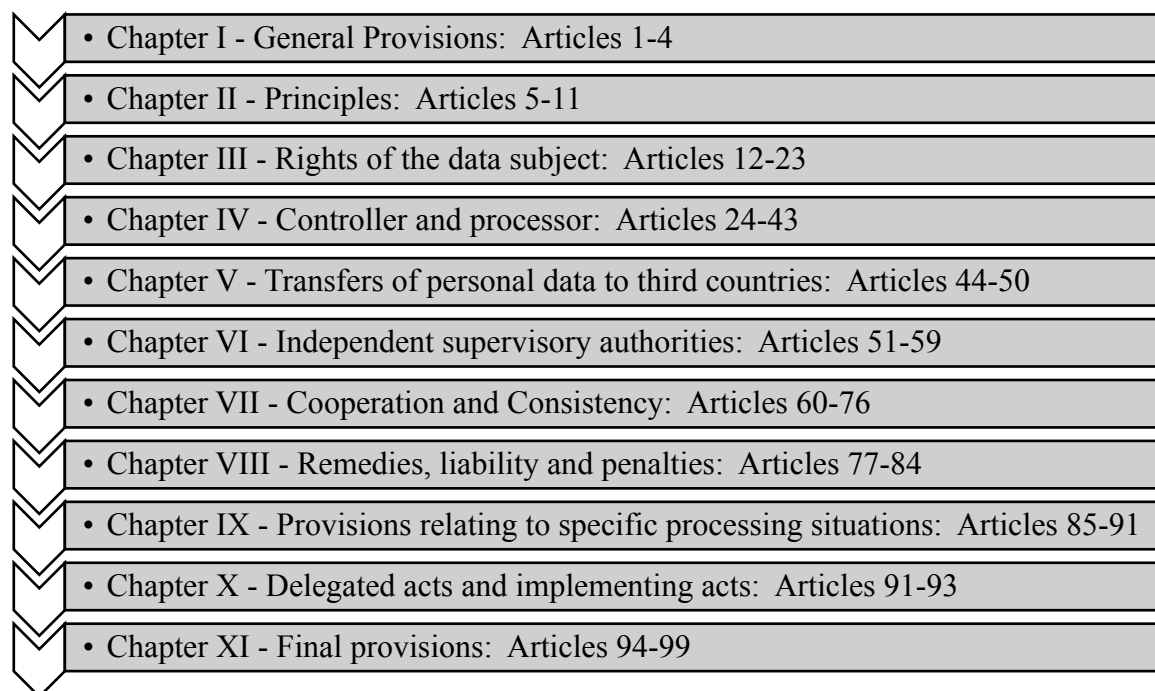 • Chapter I - General Provisions: Articles 1-4
• Chapter II - Principles: Articles 5-11
• Chapter III - Rights of the data subject: Articles 12-23
• Chapter IV - Controller and processor: Articles 24-43
• Chapter V - Transfers of personal data to third countries: Articles 44-50
• Chapter VI - Independent supervisory authorities: Articles 51-59
• Chapter VII - Cooperation and Consistency: Articles 60-76
• Chapter VIII - Remedies, liability and penalties: Articles 77-84
• Chapter IX - Provisions relating to specific processing situations: Articles 85-91
• Chapter X - Delegated acts and implementing acts: Articles 91-93
• Chapter XI - Final provisions: Articles 94-99